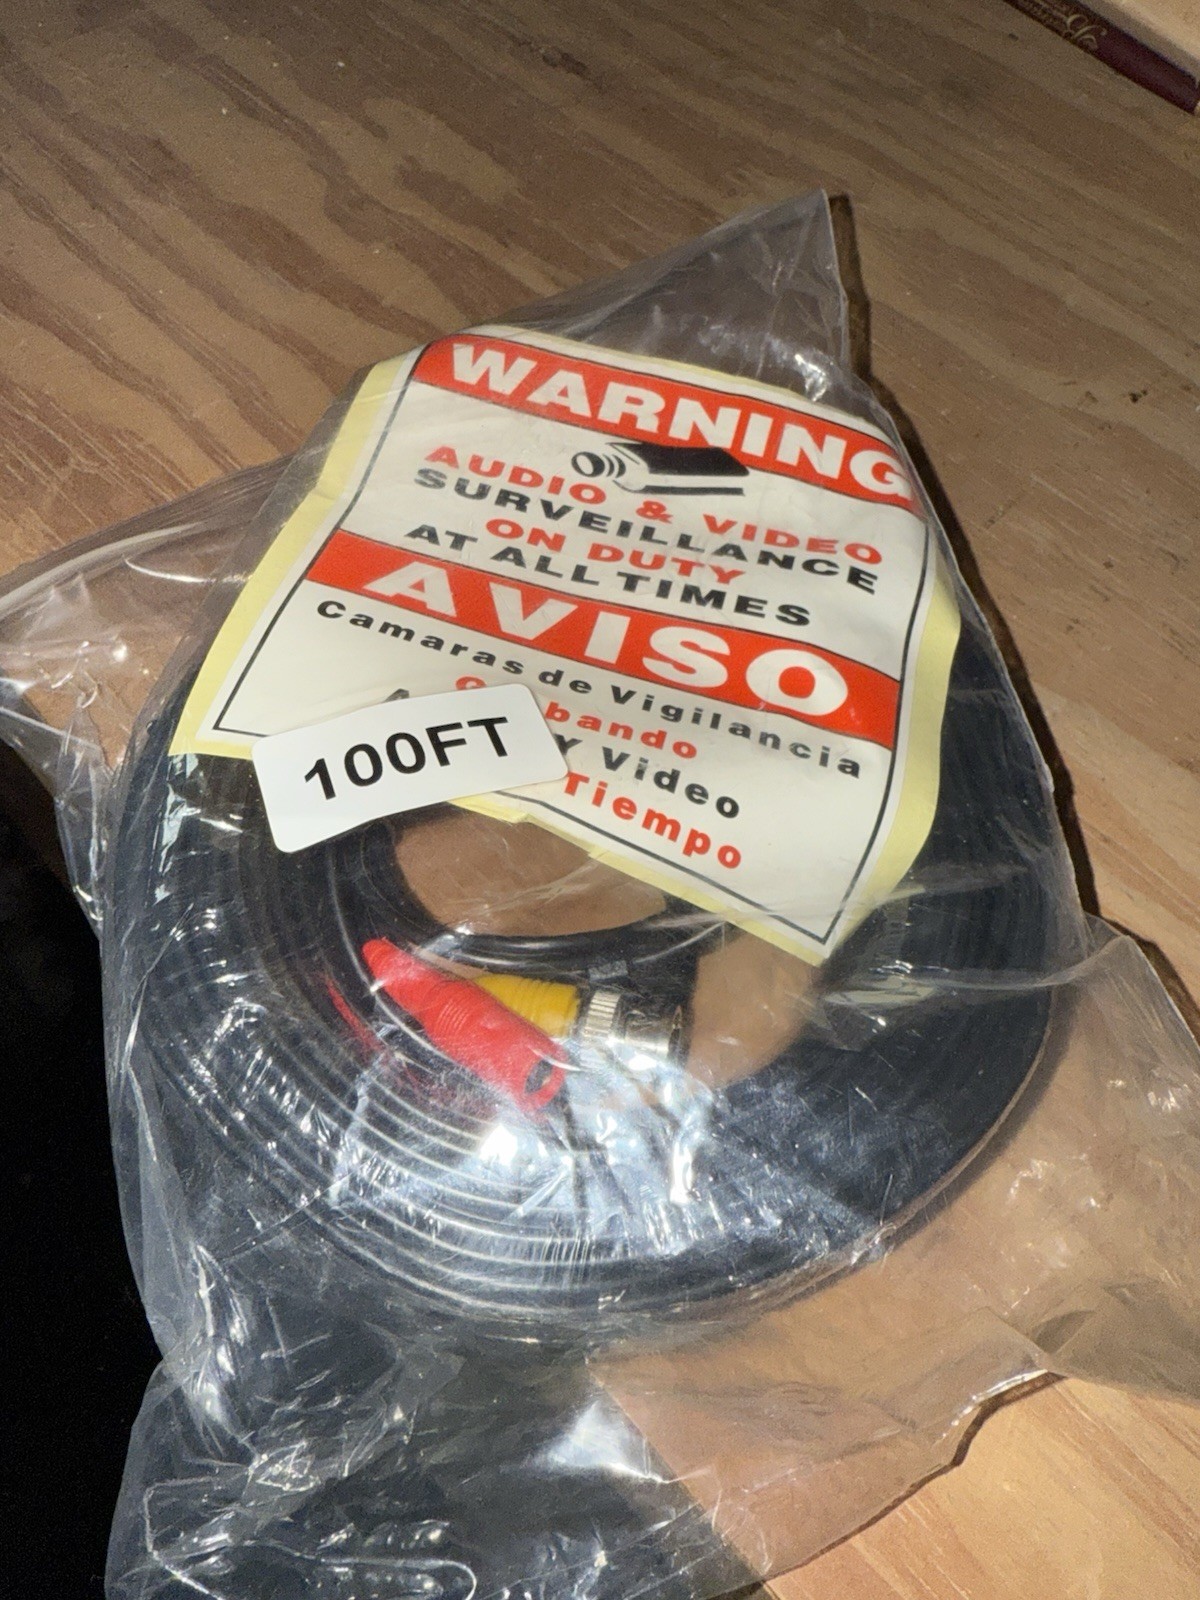 WARNING
AUDIO & VIDEO
SURVEILLANCE
ON DUTY
AT ALL TIMES
AVISO
Camaras de Vigilancia
bando
Y Video
Tiempo
100FT